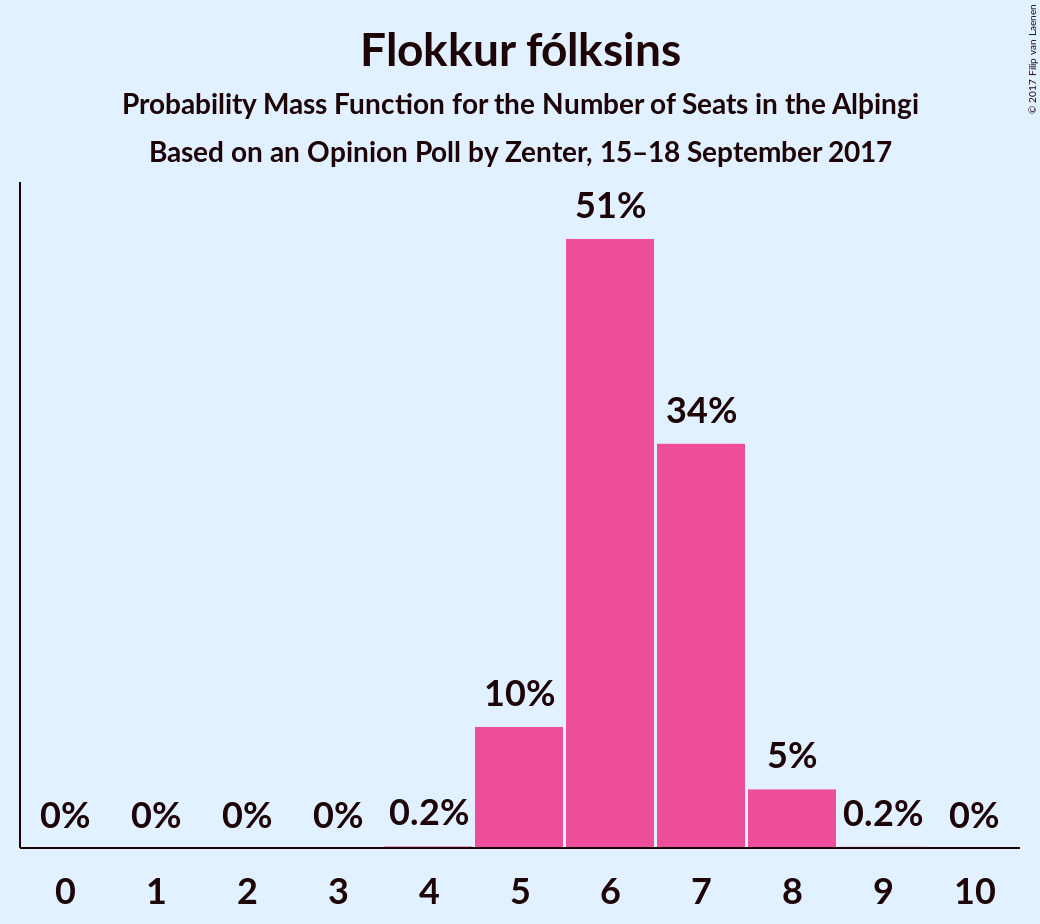 Flokkur fólksins
Probability Mass Function for the Number of Seats in the Alþingi
Based on an Opinion Poll by Zenter, 15–18 September 2017
© 2017 Filip van Laenen
51%
34%
10%
5%
0% 0% 0% 0% 0.2% 0.2% 0%
0 1 2 3 4 5 6 7 8 9 10